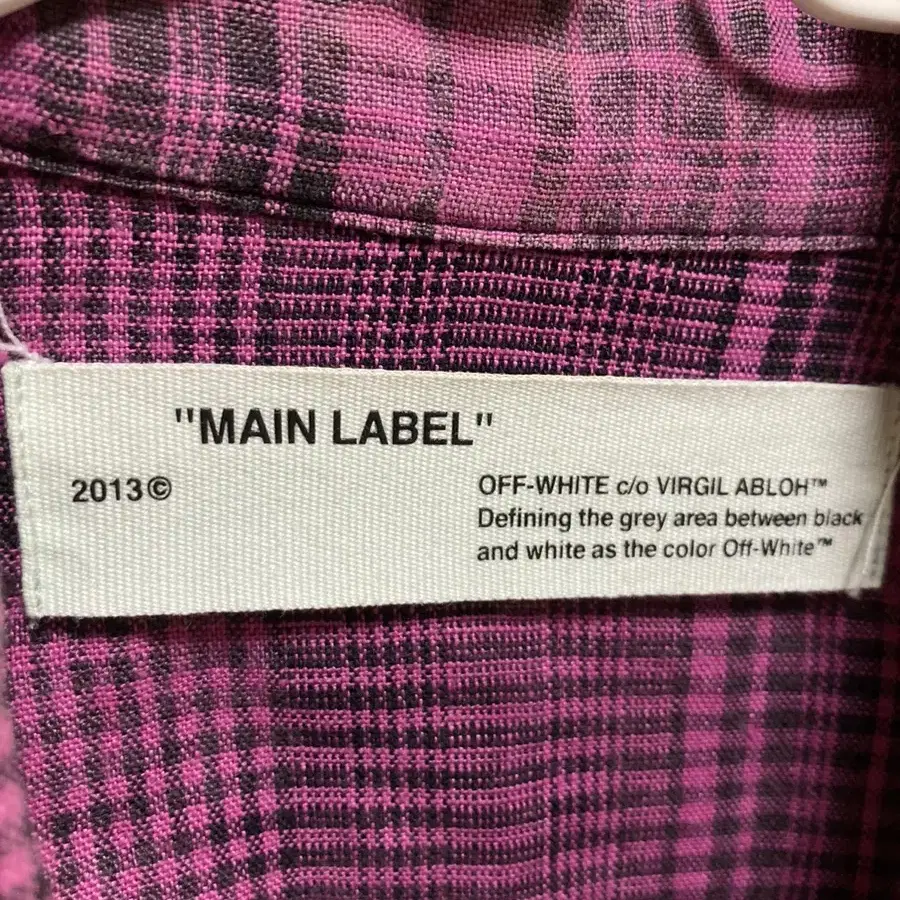 "MAIN LABEL"
2013©
OFF-WHITE c/o VIRGIL ABLOH™
Defining the grey area between black
and white as the color Off-White™